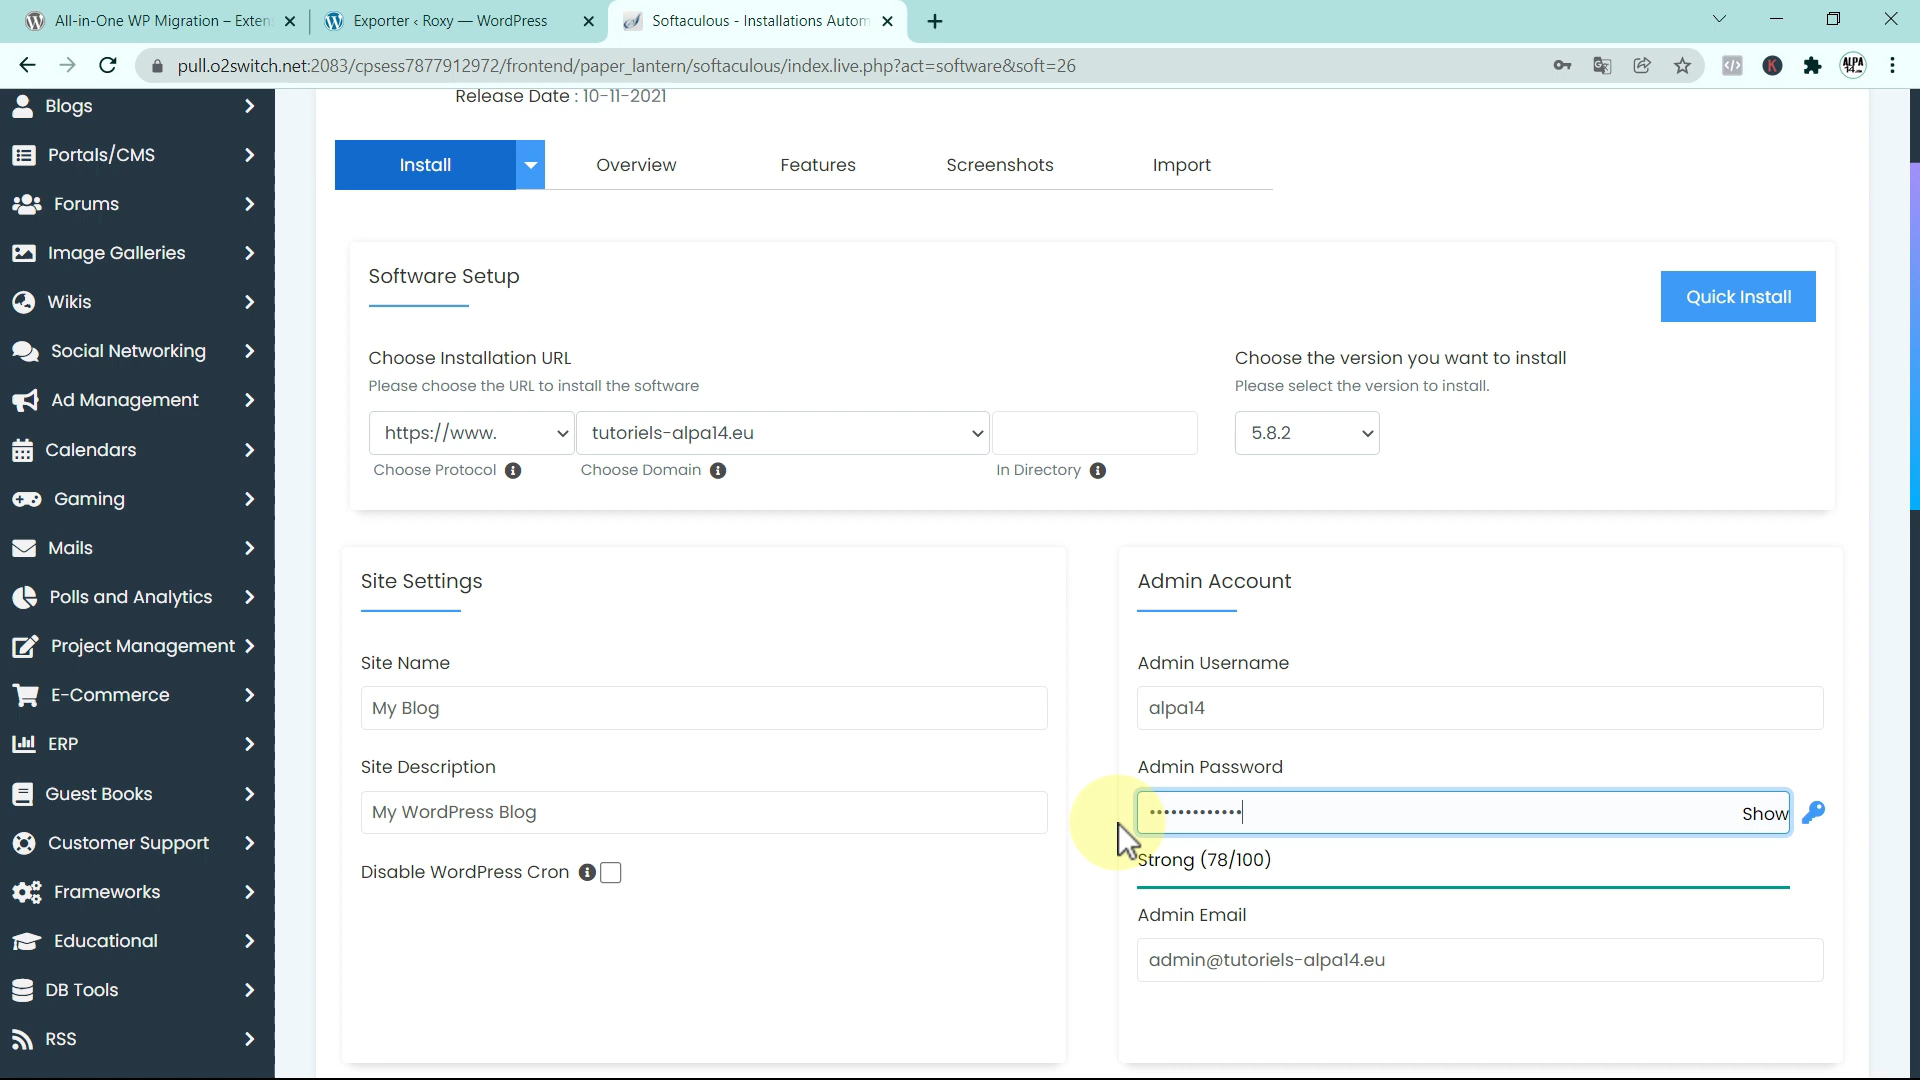 All-in-One WP Migration – Exten
Exporter ‹ Roxy — WordPress
Softaculous - Installations Autom
pull.o2switch.net:2083/cpsess7877912972/frontend/paper_lantern/softaculous/index.live.php?act=software&soft=26
K
ALPA 14
Release Date : 10-11-2021
Blogs
Portals/CMS
Forums
Image Galleries
Wikis
Social Networking
Ad Management
Calendars
Gaming
Mails
Polls and Analytics
Project Management
E-Commerce
ERP
Guest Books
Customer Support
Frameworks
Educational
DB Tools
RSS
Install
Overview
Features
Screenshots
Import
Software Setup
Quick Install
Choose Installation URL
Please choose the URL to install the software
https://www.
tutoriels-alpa14.eu
Choose Protocol
Choose Domain
In Directory
Choose the version you want to install
Please select the version to install.
5.8.2
Site Settings
Site Name
My Blog
Site Description
My WordPress Blog
Disable WordPress Cron
Admin Account
Admin Username
alpa14
Admin Password
•••••••••••••
Show
Strong (78/100)
Admin Email
admin@tutoriels-alpa14.eu